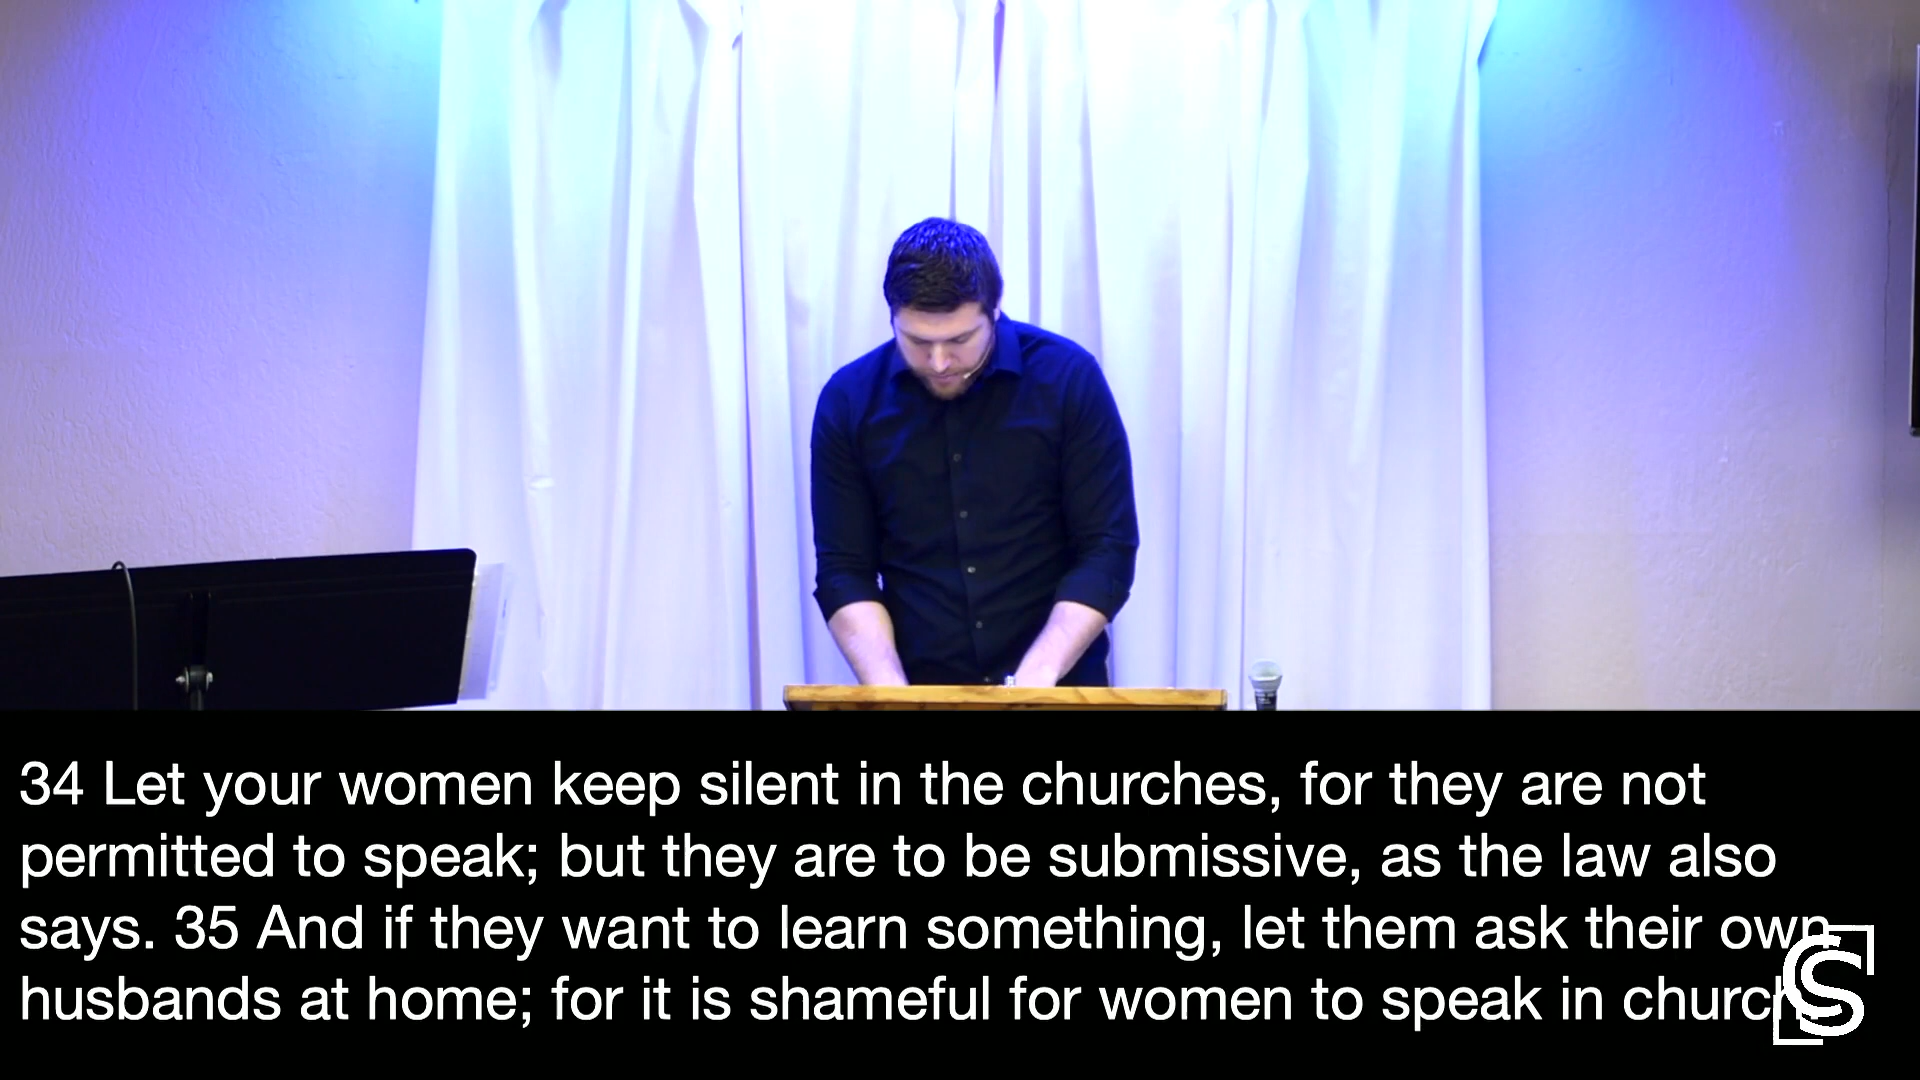 34 Let your women keep silent in the churches, for they are not
permitted to speak; but they are to be submissive, as the law also
says. 35 And if they want to learn something, let them ask their own
husbands at home; for it is shameful for women to speak in church
S